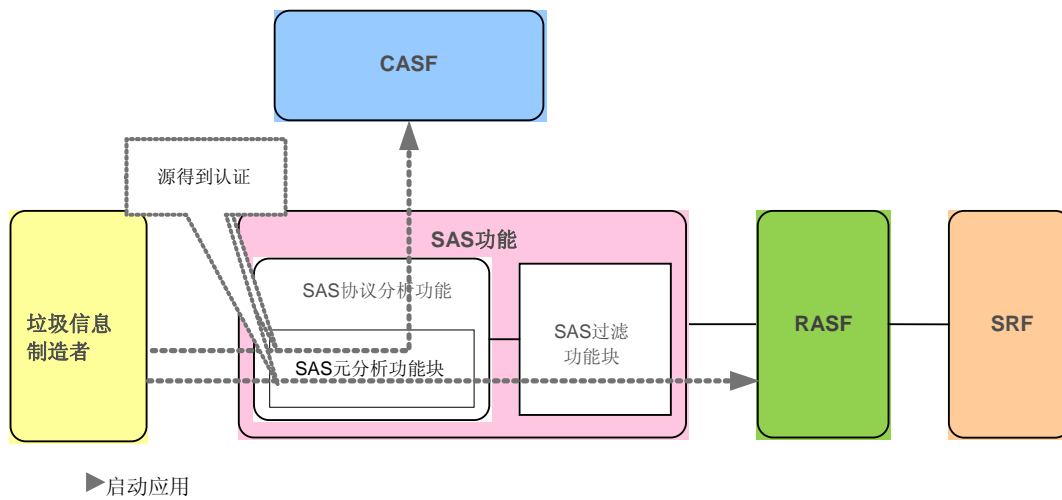 CASF
源得到认证
SAS功能
SAS协议分析功能
垃圾信息
制造者
SAS元分析功能块
SAS过滤
功能块
RASF
SRF
启动应用